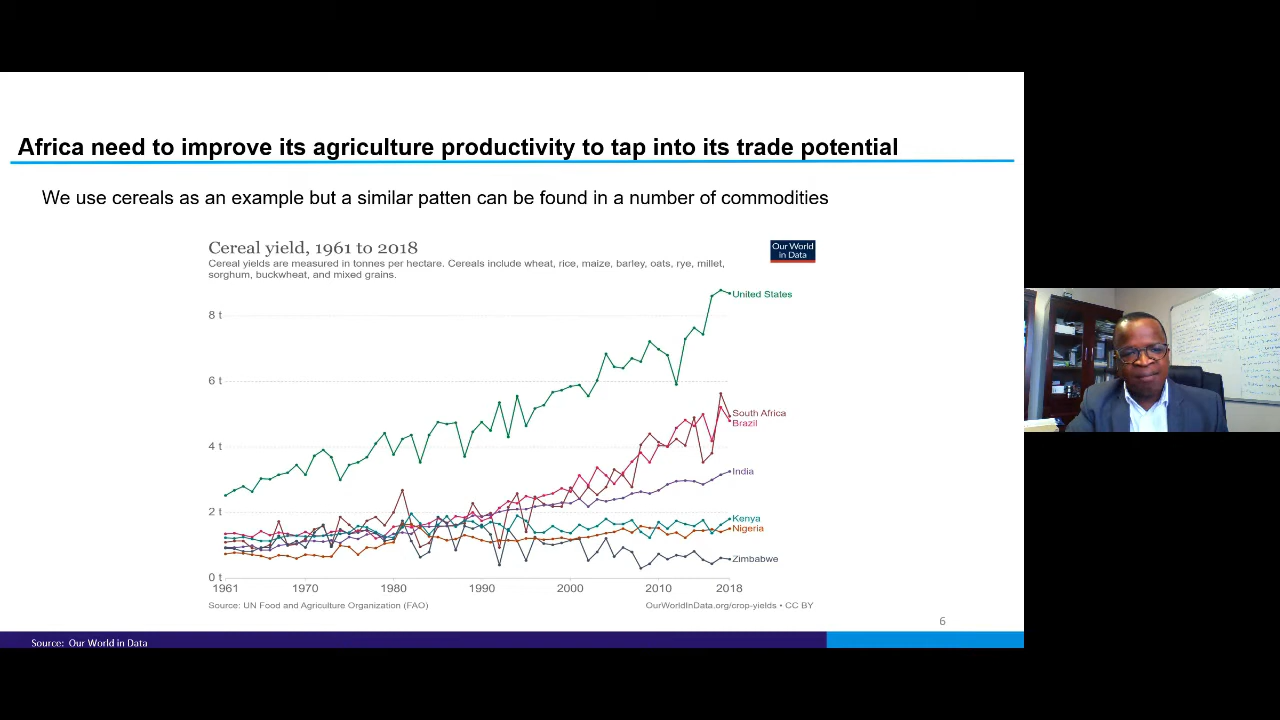 Africa need to improve its agriculture productivity to tap into its trade potential
We use cereals as an example but a similar patten can be found in a number of commodities
Cereal yield, 1961 to 2018
Cereal yields are measured in tonnes per hectare. Cereals include wheat, rice, maize, barley, oats, rye, millet,
sorghum, buckwheat, and mixed grains.
Our World
in Data
United States
8 t
6 t
South Africa
Brazil
4 t
India
2 t
Kenya
Nigeria
Zimbabwe
0 t
1961 1970 1980 1990 2000 2010 2018
Source: UN Food and Agriculture Organization (FAO)
OurWorldInData.org/crop-yields • CC BY
6
Source: Our World in Data